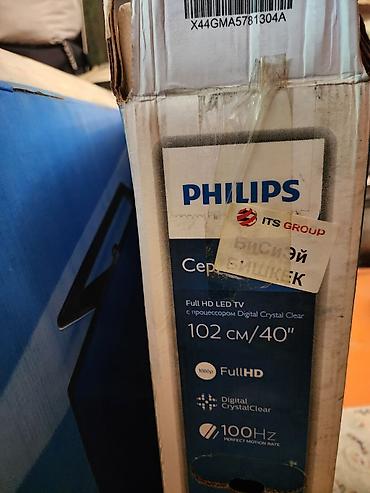 X44GMA5781304A
PHILIPS
ITS GROUP
БиСиЭй
БИШКЕК
Full HD LED TV
с процессором Digital Crystal Clear
102 см/40"
1080p FullHD
Digital
CrystalClear
100Hz
PERFECT MOTION RATE